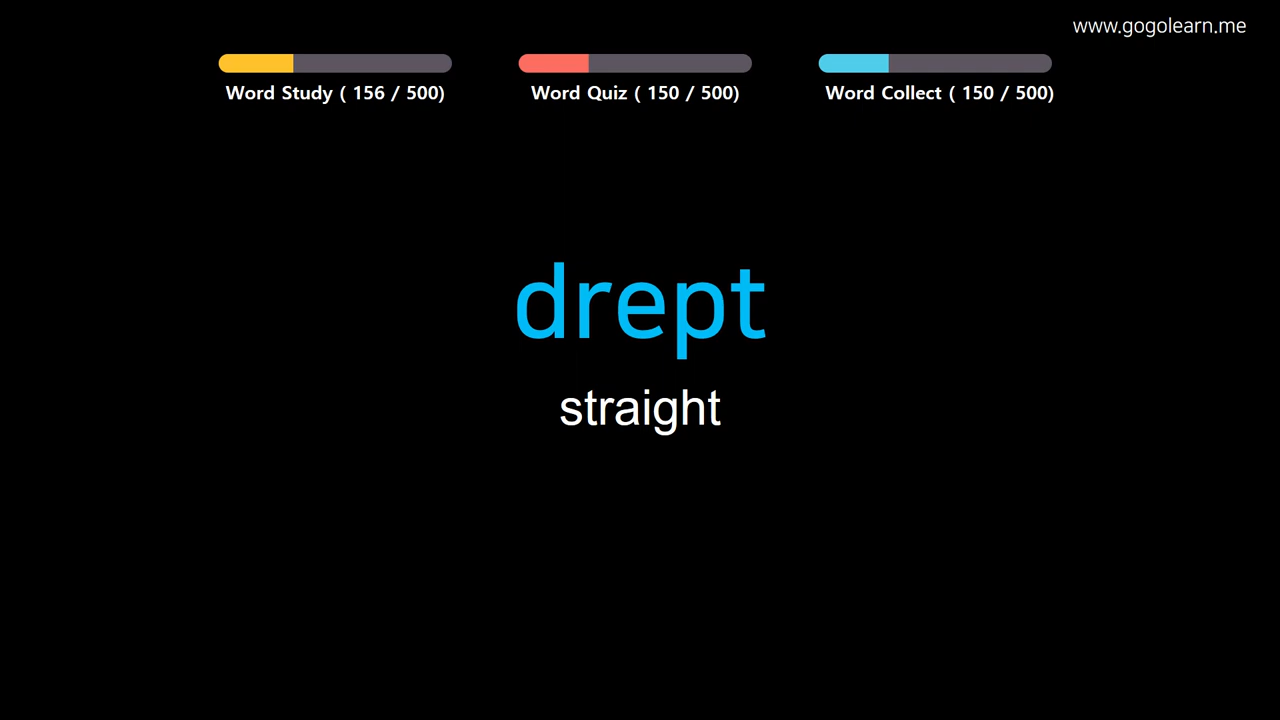 www.gogolearn.me
Word Study ( 156 / 500)
Word Quiz ( 150 / 500)
Word Collect ( 150 / 500)
drept
straight